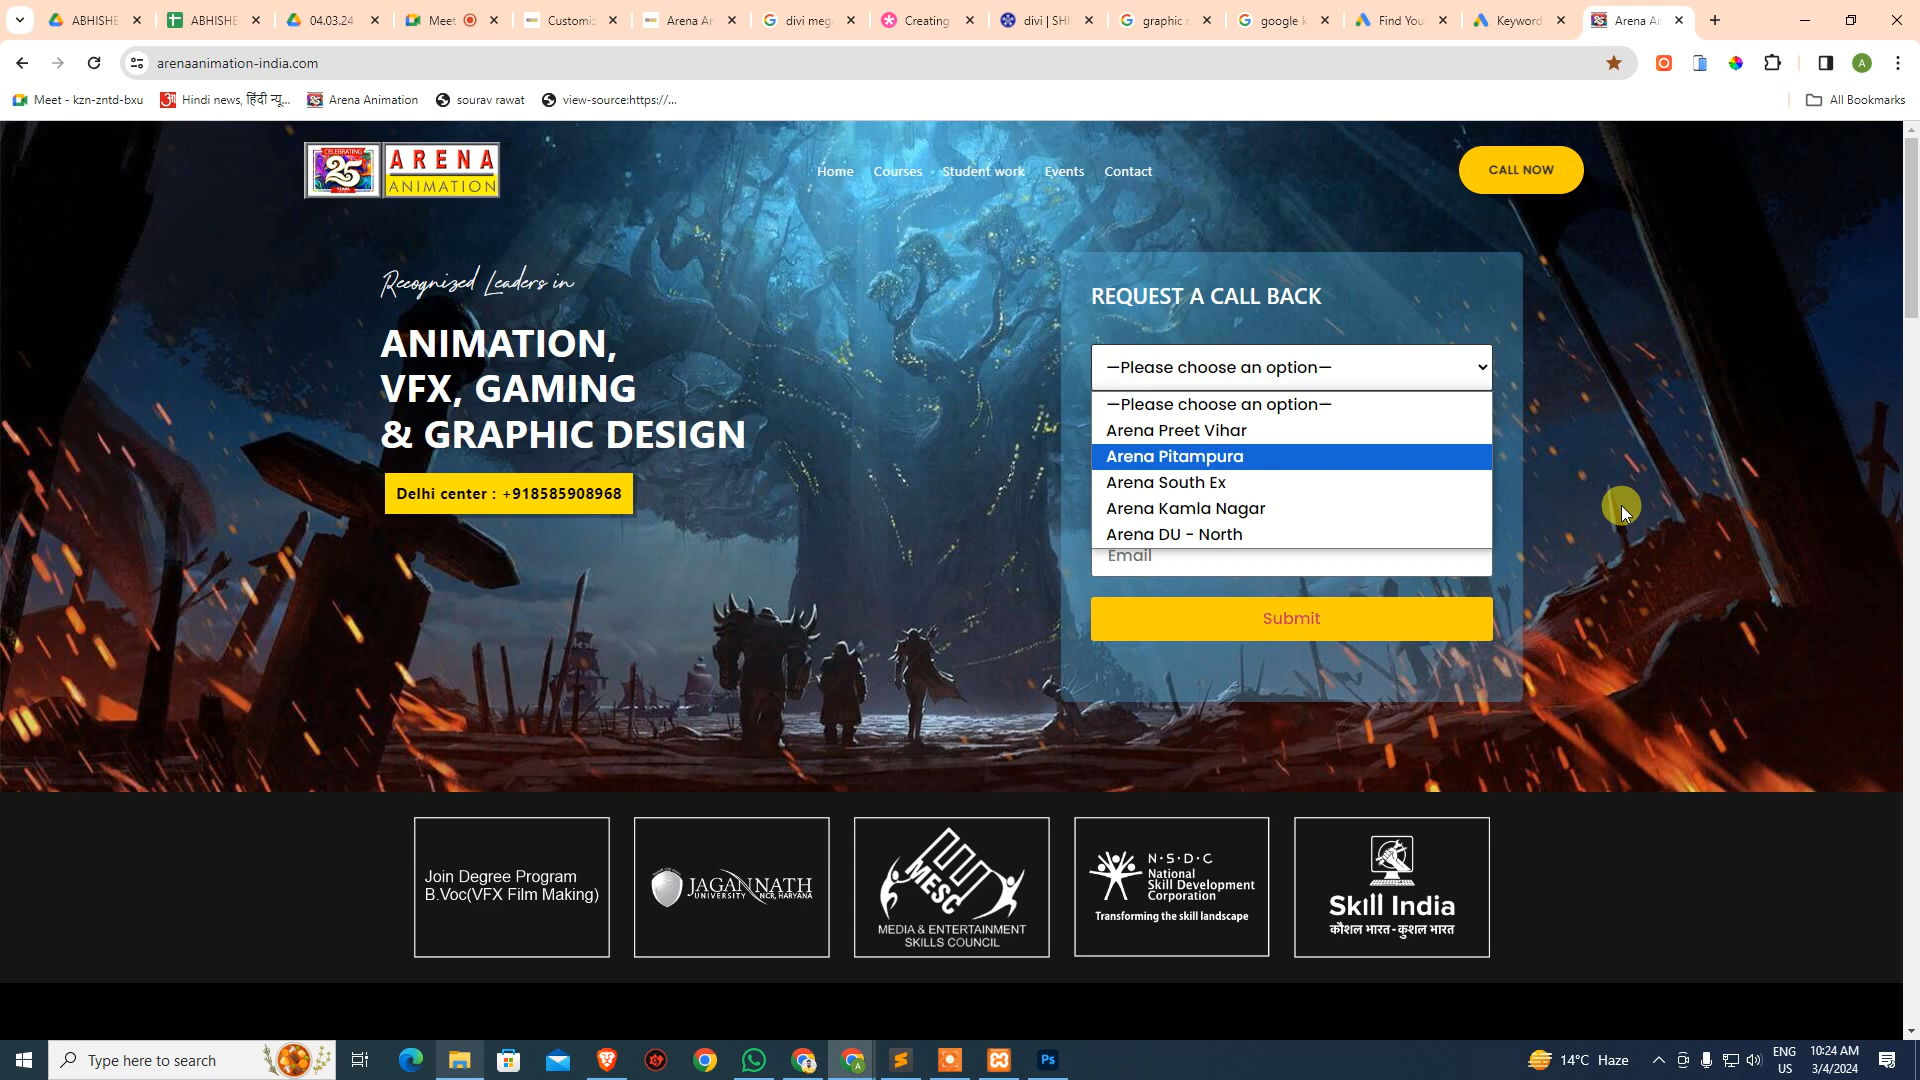 ABHISHE
ABHISHE
04.03.24
Meet
Customiz
Arena An
divi meg
Creating
divi | SHI
graphic
google k
Find You
Keyword
Arena An
arenaanimation-india.com
A
Meet - kzn-zntd-bxu
Hindi news, हिंदी न्यू...
Arena Animation
sourav rawat
view-source:https://...
All Bookmarks
CELEBRATING
25
YEARS
ARENA
ANIMATION
Home
Courses
Student work
Events
Contact
CALL NOW
Recognized Leaders in
ANIMATION,
VFX, GAMING
& GRAPHIC DESIGN
Delhi center : +918585908968
REQUEST A CALL BACK
—Please choose an option—
—Please choose an option—
Arena Preet Vihar
Arena Pitampura
Arena South Ex
Arena Kamla Nagar
Arena DU - North
Email
Submit
Join Degree Program
B.Voc(VFX Film Making)
JAGANNATH
UNIVERSITY NCR, HARYANA
MESC
MEDIA & ENTERTAINMENT
SKILLS COUNCIL
N·S·D·C
National
Skill Development
Corporation
Transforming the skill landscape
Skill India
कौशल भारत-कुशल भारत
Type here to search
Ps
14°C Haze
ENG
US
10:24 AM
3/4/2024